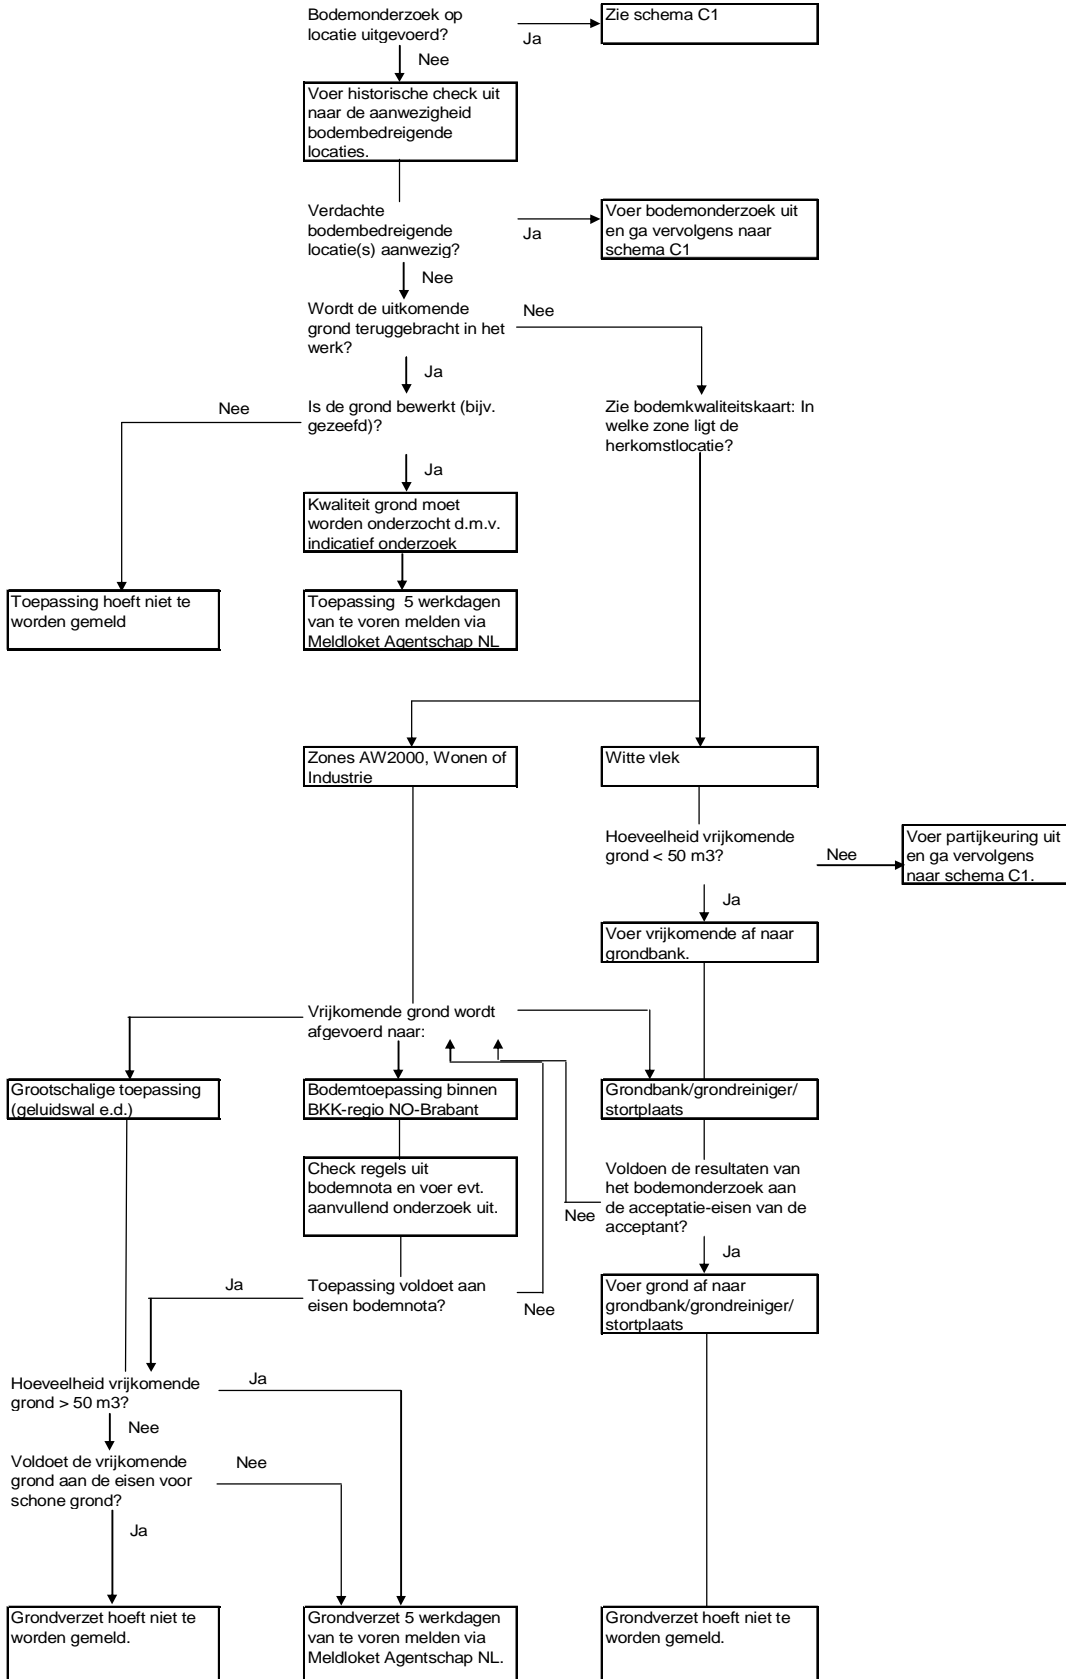 Bodemonderzoek op
locatie uitgevoerd?
Ja
Zie schema C1
Nee
Voer historische check uit
naar de aanwezigheid
bodembedreigende
locaties.
Verdachte
bodembedreigende
locatie(s) aanwezig?
Ja
Voer bodemonderzoek uit
en ga vervolgens naar
schema C1
Nee
Wordt de uitkomende
grond teruggebracht in het
werk?
Nee
Ja
Nee
Is de grond bewerkt (bijv.
gezeefd)?
Zie bodemkwaliteitskaart: In
welke zone ligt de
herkomstlocatie?
Ja
Kwaliteit grond moet
worden onderzocht d.m.v.
indicatief onderzoek
Toepassing hoeft niet te
worden gemeld
Toepassing 5 werkdagen
van te voren melden via
Meldloket Agentschap NL
Zones AW2000, Wonen of
Industrie
Witte vlek
Hoeveelheid vrijkomende
grond < 50 m3?
Nee
Voer partijkeuring uit
en ga vervolgens
naar schema C1.
Ja
Voer vrijkomende af naar
grondbank.
Vrijkomende grond wordt
afgevoerd naar:
Grootschalige toepassing
(geluidswal e.d.)
Bodemtoepassing binnen
BKK-regio NO-Brabant
Grondbank/grondreiniger/
stortplaats
Check regels uit
bodemnota en voer evt.
aanvullend onderzoek uit.
Voldoen de resultaten van
het bodemonderzoek aan
de acceptatie-eisen van de
acceptant?
Nee
Ja
Ja
Toepassing voldoet aan
eisen bodemnota?
Nee
Voer grond af naar
grondbank/grondreiniger/
stortplaats
Hoeveelheid vrijkomende
grond > 50 m3?
Ja
Nee
Voldoet de vrijkomende
grond aan de eisen voor
schone grond?
Nee
Ja
Grondverzet hoeft niet te
worden gemeld.
Grondverzet 5 werkdagen
van te voren melden via
Meldloket Agentschap NL.
Grondverzet hoeft niet te
worden gemeld.